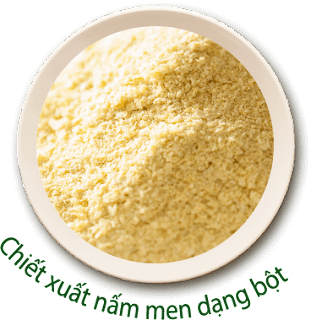 Chiết xuất nấm men dạng bột